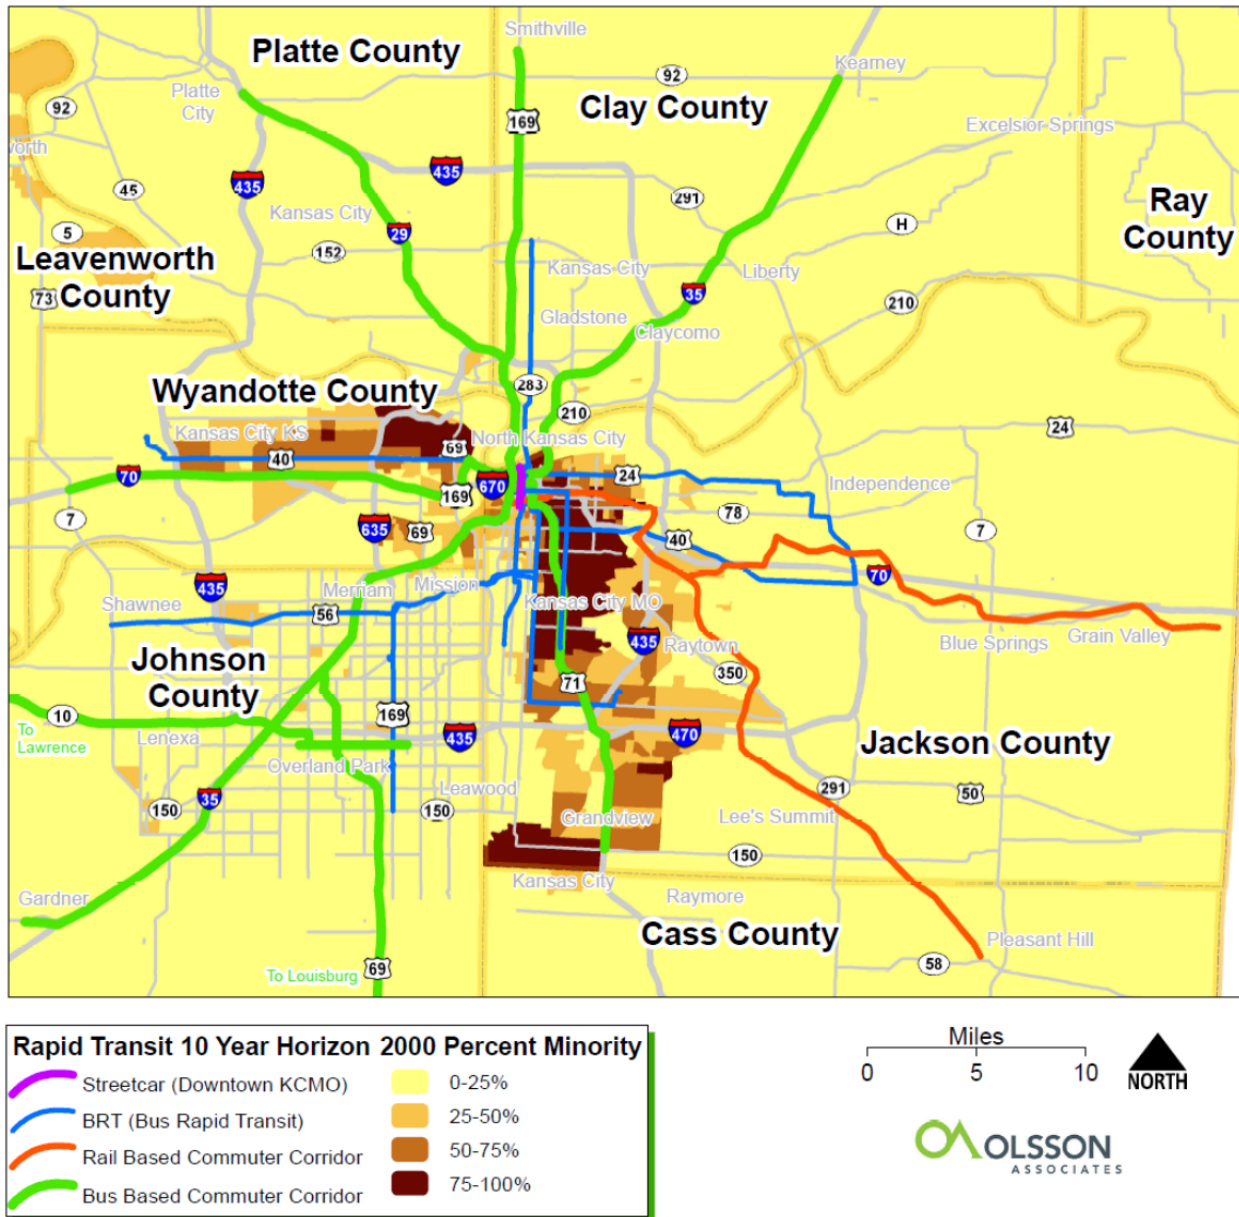 Smithville
Platte County
Kearney
92
Platte
City
Clay County
92
169
Excelsior Springs
worth
435
435
45
291
Ray
County
Kansas City
H
5
29
152
Leavenworth
County
Kansas City
Liberty
73
35
210
Gladstone
Claycomo
Wyandotte County
283
210
24
Kansas City KS
North Kansas City
69
40
70
670
24
Independence
169
78
7
635
69
40
7
435
Merriam
Mission
70
Shawnee
56
Kansas City MO
435
Raytown
Blue Springs
Grain Valley
Johnson
County
350
71
10
169
To
Lawrence
Lenexa
435
470
Jackson County
Overland Park
Leawood
291
50
35
150
150
Grandview
Lee's Summit
150
Kansas City
Gardner
Raymore
Cass County
Pleasant Hill
58
To Louisburg
69
Rapid Transit 10 Year Horizon
Streetcar (Downtown KCMO)
BRT (Bus Rapid Transit)
Rail Based Commuter Corridor
Bus Based Commuter Corridor
2000 Percent Minority
0-25%
25-50%
50-75%
75-100%
Miles
0 5 10
NORTH
OLSSON
ASSOCIATES